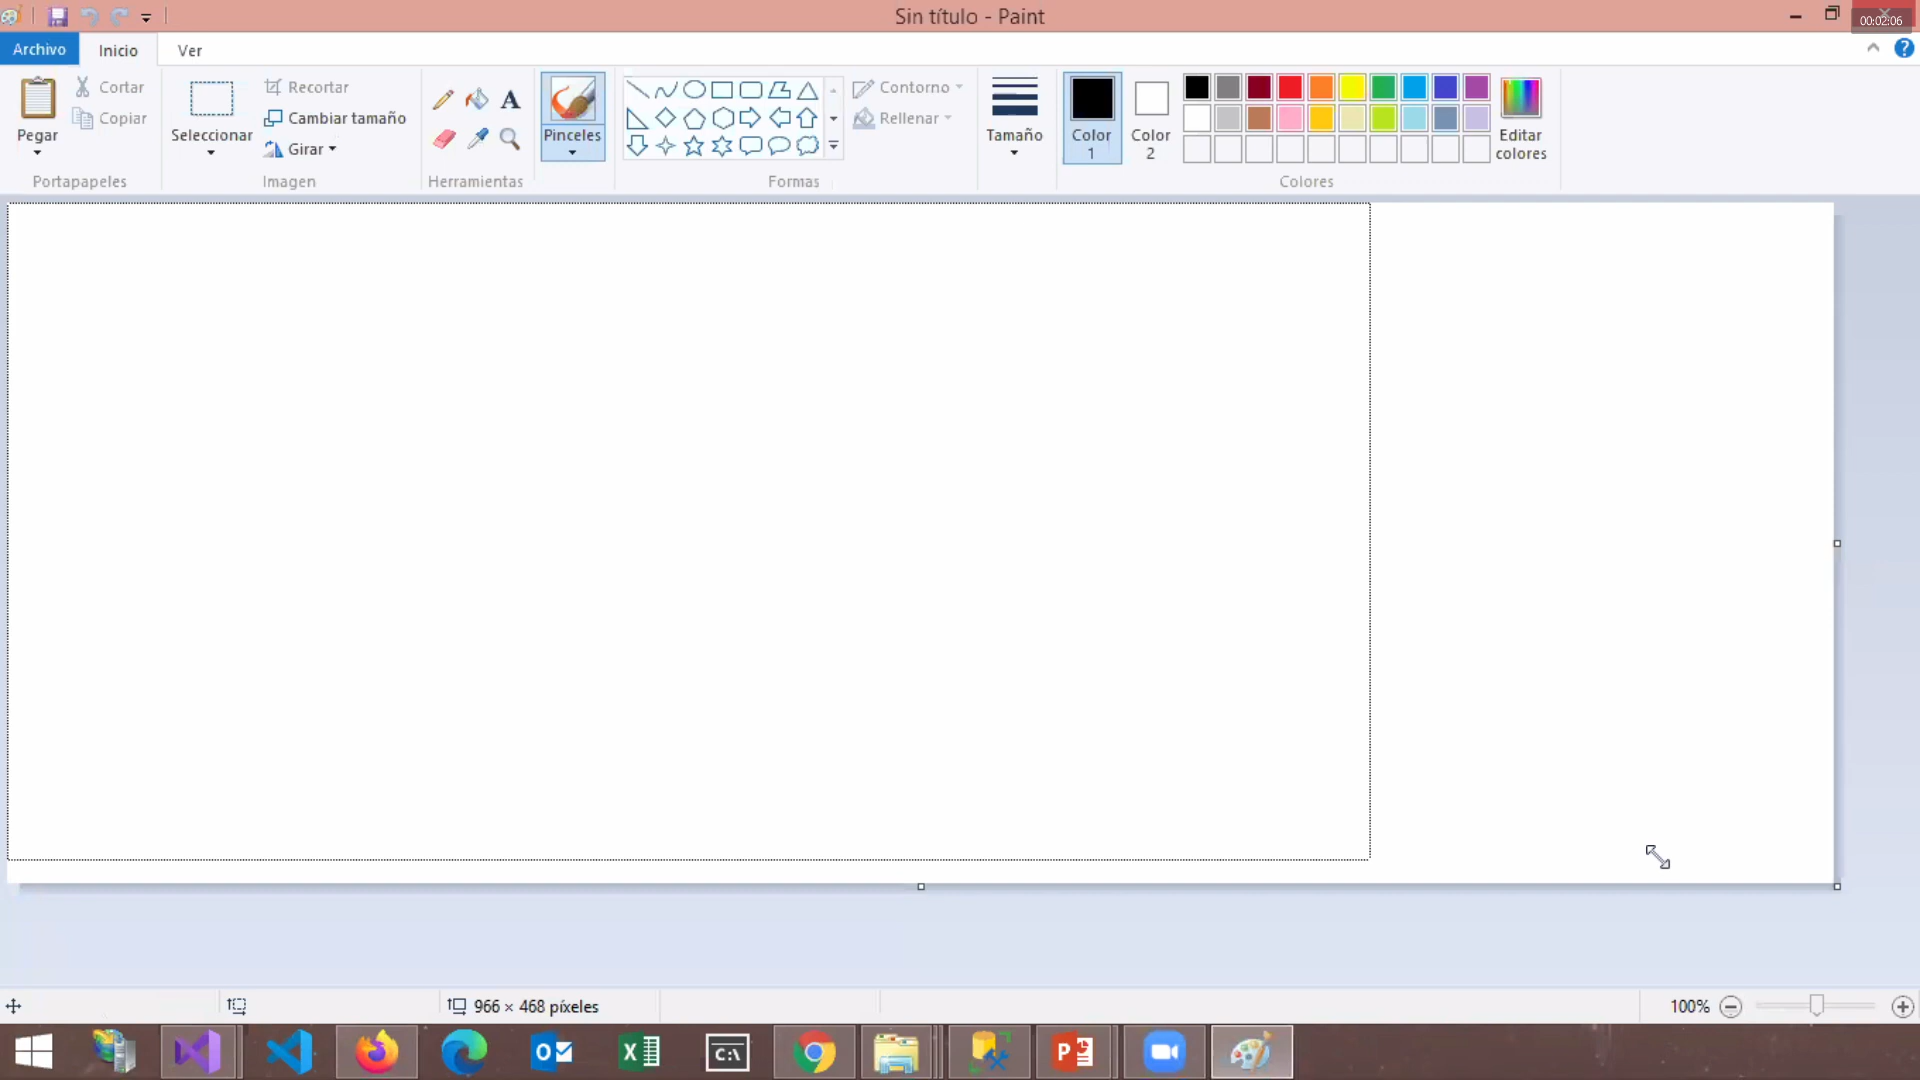 Sin título - Paint
00:02:06
Archivo
Inicio
Ver
Pegar
Cortar
Copiar
Portapapeles
Seleccionar
Recortar
Cambiar tamaño
Girar
Imagen
A
Herramientas
Pinceles
Formas
Contorno
Rellenar
Tamaño
Color
1
Color
2
Colores
Editar
colores
966 × 468 píxeles
100%
C:\